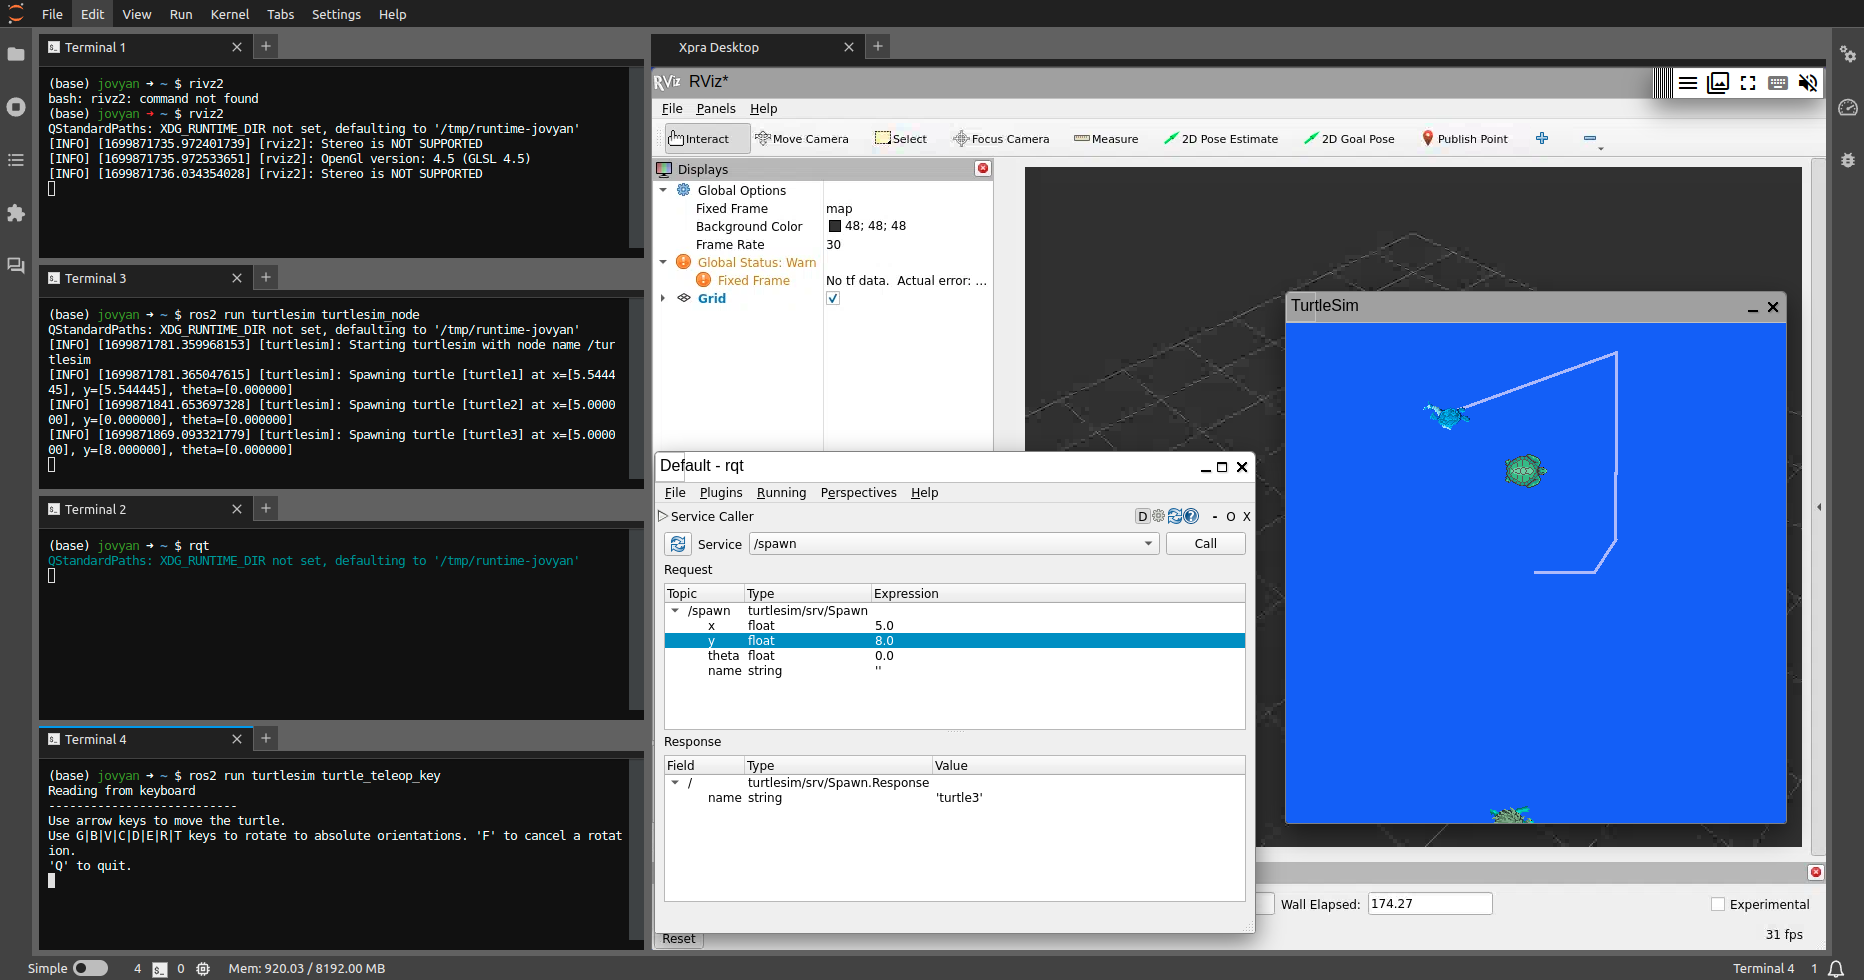 File Edit View Run Kernel Tabs Settings Help
Terminal 1
(base) jovyan ➜ ~ $ rivz2
bash: rivz2: command not found
(base) jovyan ➜ ~ $ rviz2
QStandardPaths: XDG_RUNTIME_DIR not set, defaulting to '/tmp/runtime-jovyan'
[INFO] [1699871735.972401739] [rviz2]: Stereo is NOT SUPPORTED
[INFO] [1699871735.972533651] [rviz2]: OpenGl version: 4.5 (GLSL 4.5)
[INFO] [1699871736.034354028] [rviz2]: Stereo is NOT SUPPORTED
Terminal 3
(base) jovyan ➜ ~ $ ros2 run turtlesim turtlesim_node
QStandardPaths: XDG_RUNTIME_DIR not set, defaulting to '/tmp/runtime-jovyan'
[INFO] [1699871781.359968153] [turtlesim]: Starting turtlesim with node name /tur
tlesim
[INFO] [1699871781.365047615] [turtlesim]: Spawning turtle [turtle1] at x=[5.5444
45], y=[5.544445], theta=[0.000000]
[INFO] [1699871841.653697328] [turtlesim]: Spawning turtle [turtle2] at x=[5.0000
00], y=[0.000000], theta=[0.000000]
[INFO] [1699871869.093321779] [turtlesim]: Spawning turtle [turtle3] at x=[5.0000
00], y=[8.000000], theta=[0.000000]
Terminal 2
(base) jovyan ➜ ~ $ rqt
QStandardPaths: XDG_RUNTIME_DIR not set, defaulting to '/tmp/runtime-jovyan'
Terminal 4
(base) jovyan ➜ ~ $ ros2 run turtlesim turtle_teleop_key
Reading from keyboard
---------------------------
Use arrow keys to move the turtle.
Use G|B|V|C|D|E|R|T keys to rotate to absolute orientations. 'F' to cancel a rotat
ion.
'Q' to quit.
Xpra Desktop
RViz RViz*
File Panels Help
Interact Move Camera Select Focus Camera Measure 2D Pose Estimate 2D Goal Pose Publish Point
Displays
Global Options
Fixed Frame map
Background Color 48; 48; 48
Frame Rate 30
Global Status: Warn
Fixed Frame No tf data. Actual error: ...
Grid
TurtleSim
Default - rqt
File Plugins Running Perspectives Help
Service Caller D - O X
Service /spawn Call
Request
Topic Type Expression
/spawn turtlesim/srv/Spawn
x float 5.0
y float 8.0
theta float 0.0
name string ''
Response
Field Type Value
/ turtlesim/srv/Spawn.Response
name string 'turtle3'
Wall Elapsed: 174.27 Experimental
Reset 31 fps
Simple 4 0 Mem: 920.03 / 8192.00 MB Terminal 4 1